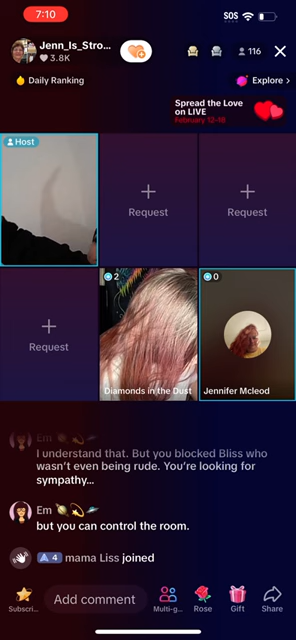 7:10
SOS
Jenn_Is_Stro...
3.8K
116
Daily Ranking
Explore >
Spread the Love
on LIVE
February 12-18
Host
Request
Request
Request
2
Diamonds in the Dust
0
Jennifer Mcleod
Em
I understand that. But you blocked Bliss who
wasn't even being rude. You're looking for
sympathy...
Em
but you can control the room.
4 mama Liss joined
Add comment
Subscri...
Multi-g...
Rose
Gift
Share